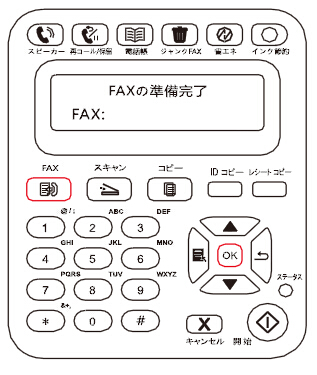 スピーカー 再コール/保留 電話帳 ジャンクFAX 省エネ インク節約
FAXの準備完了
FAX:
FAX スキャン コピー IDコピー レシートコピー
@/: ABC DEF
1 2 3
GHI JKL MNO
4 5 6
OK
PQRS TUV WXYZ
7 8 9
ステータス
&+,
* 0 #
X
キャンセル 開始